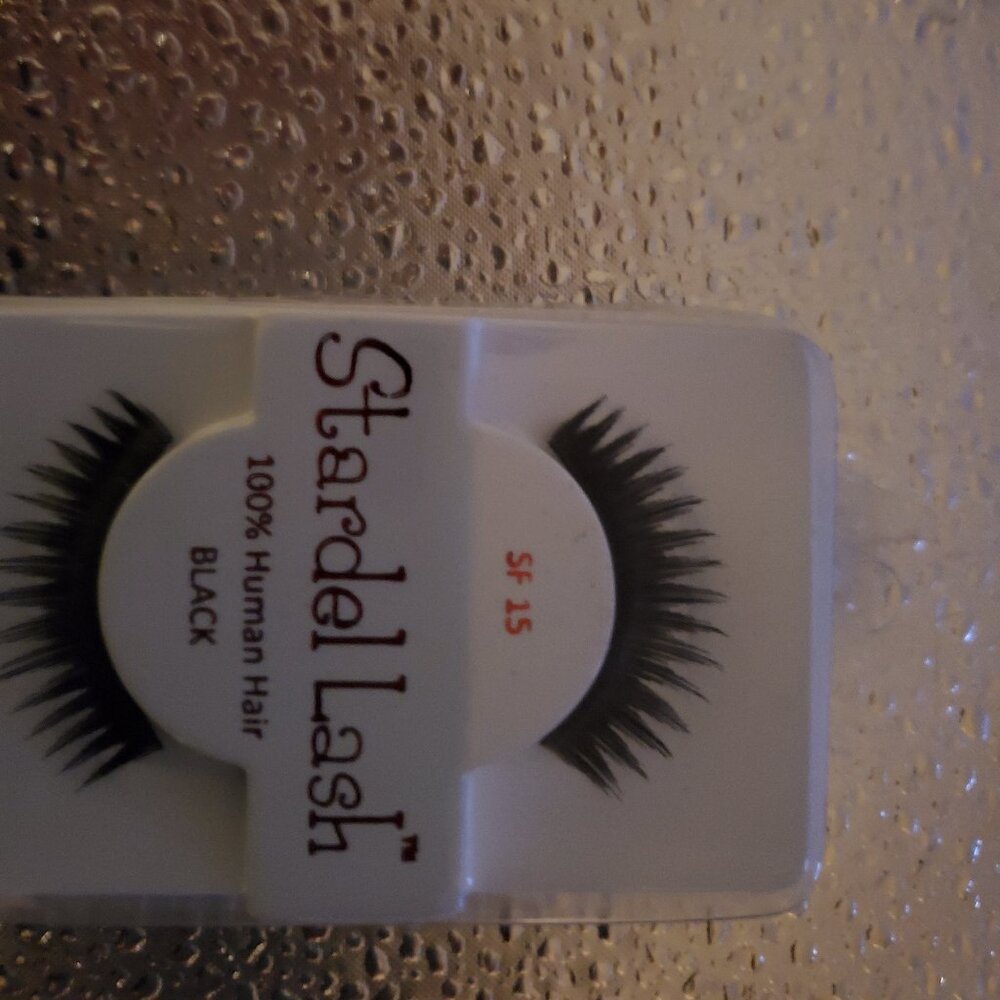 SF 15
Stardel Lash™
100% Human Hair
BLACK